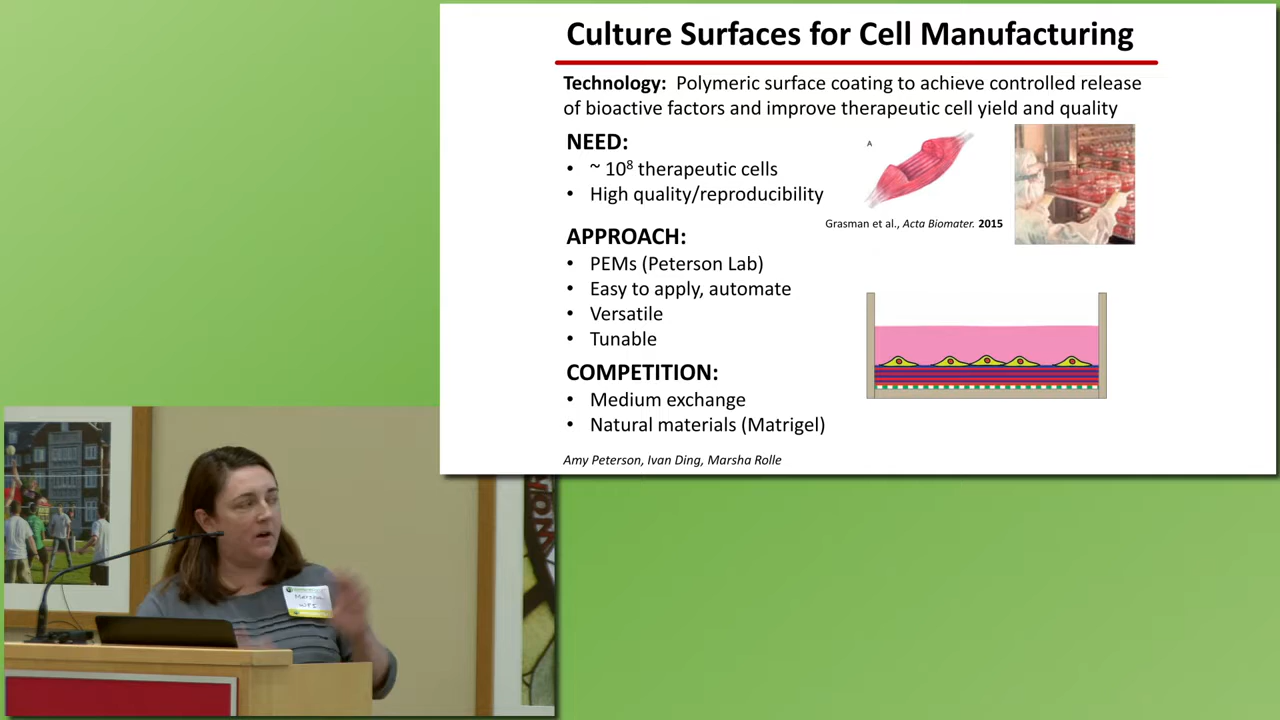 Culture Surfaces for Cell Manufacturing
Technology: Polymeric surface coating to achieve controlled release
of bioactive factors and improve therapeutic cell yield and quality
NEED:
• ~ 10⁸ therapeutic cells
• High quality/reproducibility
A
Grasman et al., Acta Biomater. 2015
APPROACH:
• PEMs (Peterson Lab)
• Easy to apply, automate
• Versatile
• Tunable
COMPETITION:
• Medium exchange
• Natural materials (Matrigel)
Amy Peterson, Ivan Ding, Marsha Rolle
WPI